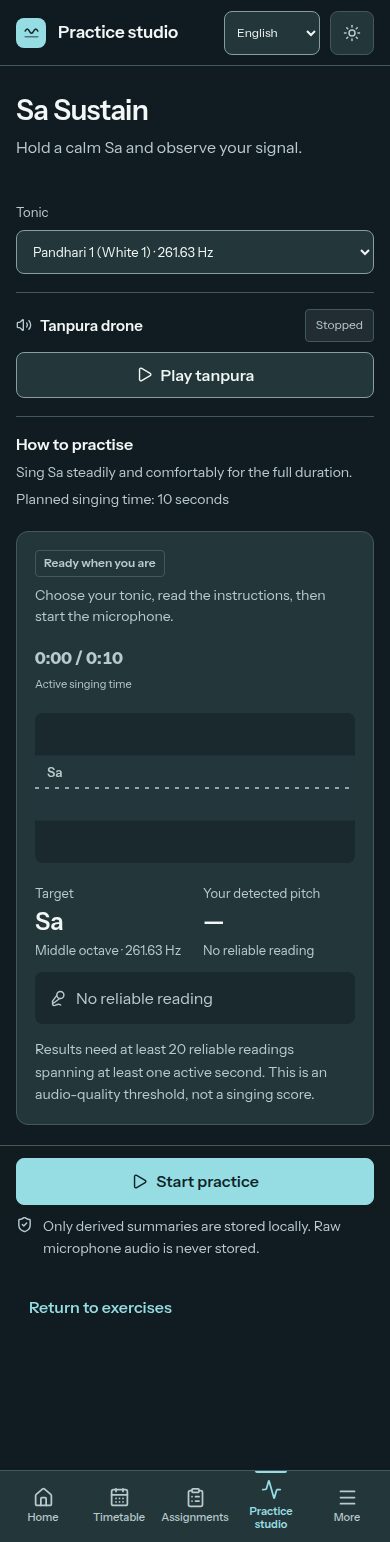 Practice studio
English
Sa Sustain
Hold a calm Sa and observe your signal.
Tonic
Pandhari 1 (White 1) · 261.63 Hz
Tanpura drone
Stopped
Play tanpura
How to practise
Sing Sa steadily and comfortably for the full duration.
Planned singing time: 10 seconds
Ready when you are
Choose your tonic, read the instructions, then
start the microphone.
0:00 / 0:10
Active singing time
Sa
Target
Your detected pitch
Sa
—
Middle octave · 261.63 Hz
No reliable reading
No reliable reading
Results need at least 20 reliable readings
spanning at least one active second. This is an
audio-quality threshold, not a singing score.
Start practice
Only derived summaries are stored locally. Raw
microphone audio is never stored.
Return to exercises
Home
Timetable
Assignments
Practice
studio
More